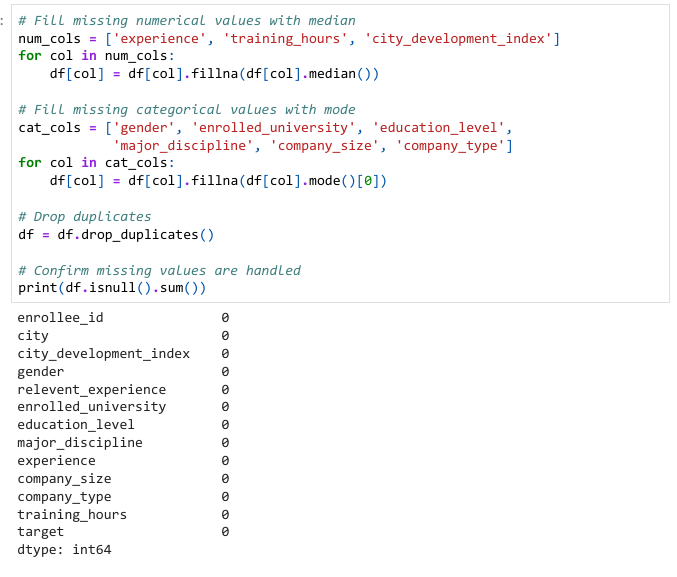 :
# Fill missing numerical values with median
num_cols = ['experience', 'training_hours', 'city_development_index']
for col in num_cols:
    df[col] = df[col].fillna(df[col].median())

# Fill missing categorical values with mode
cat_cols = ['gender', 'enrolled_university', 'education_level',
            'major_discipline', 'company_size', 'company_type']
for col in cat_cols:
    df[col] = df[col].fillna(df[col].mode()[0])

# Drop duplicates
df = df.drop_duplicates()

# Confirm missing values are handled
print(df.isnull().sum())
enrollee_id               0
city                      0
city_development_index    0
gender                    0
relevent_experience       0
enrolled_university       0
education_level           0
major_discipline          0
experience                0
company_size              0
company_type              0
training_hours            0
target                    0
dtype: int64